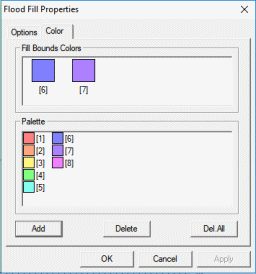 Flood Fill Properties
Options Color
Fill Bounds Colors
[6] [7]
Palette
[1] [6]
[2] [7]
[3] [8]
[4]
[5]
Add Delete Del.All
OK Cancel Apply